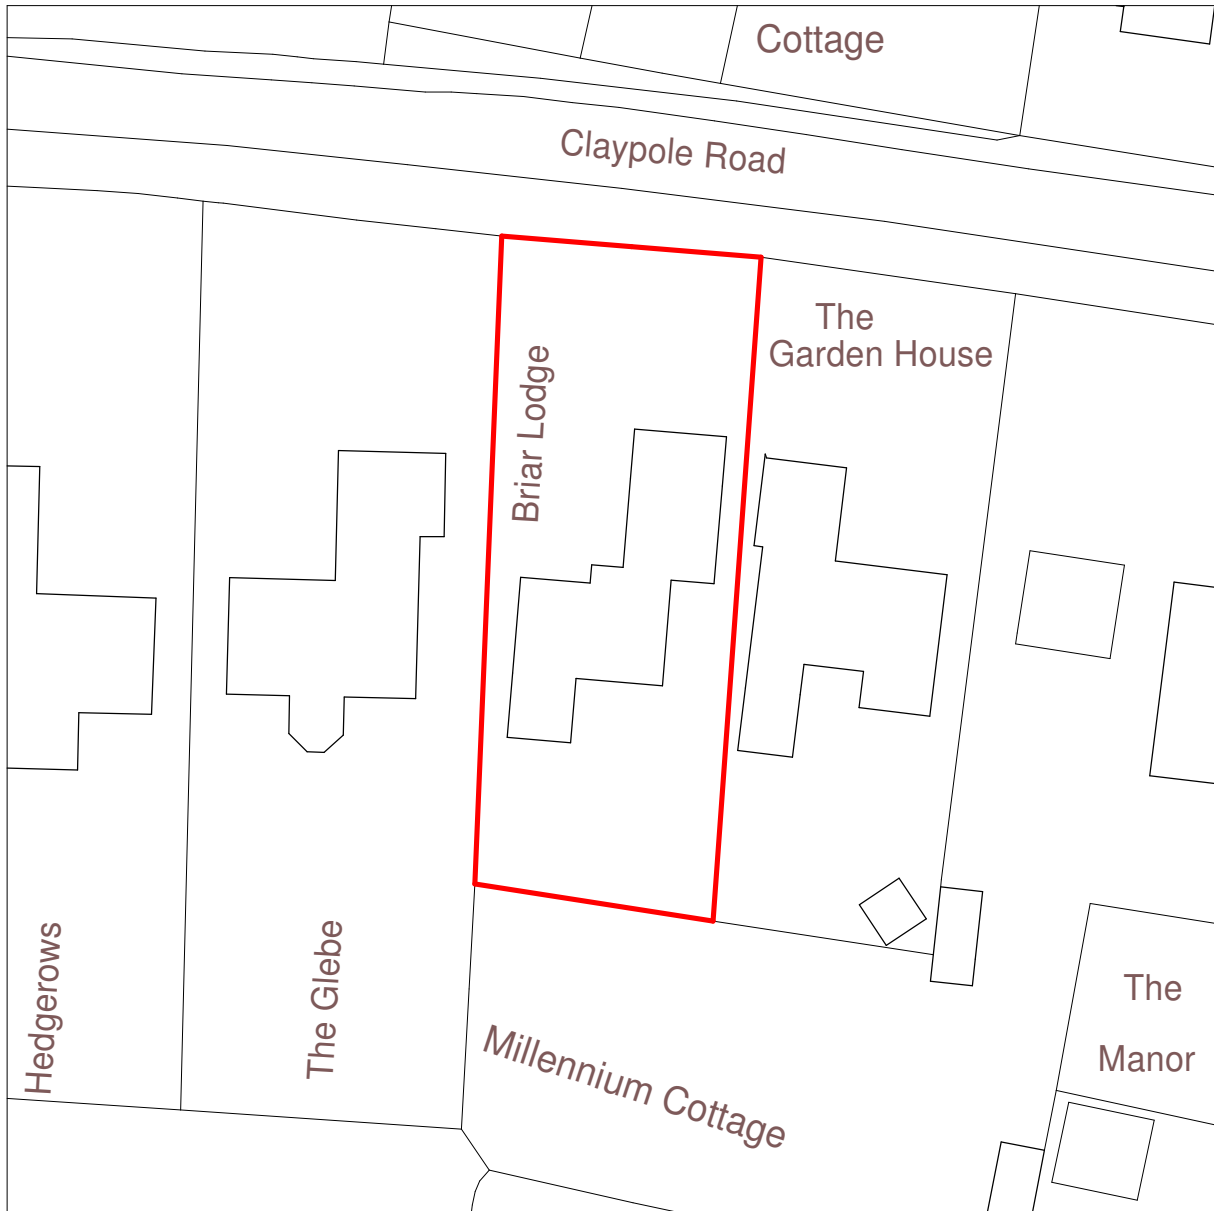 Cottage
Claypole Road
The
Garden House
Briar Lodge
Hedgerows
The Glebe
Millennium Cottage
The
Manor